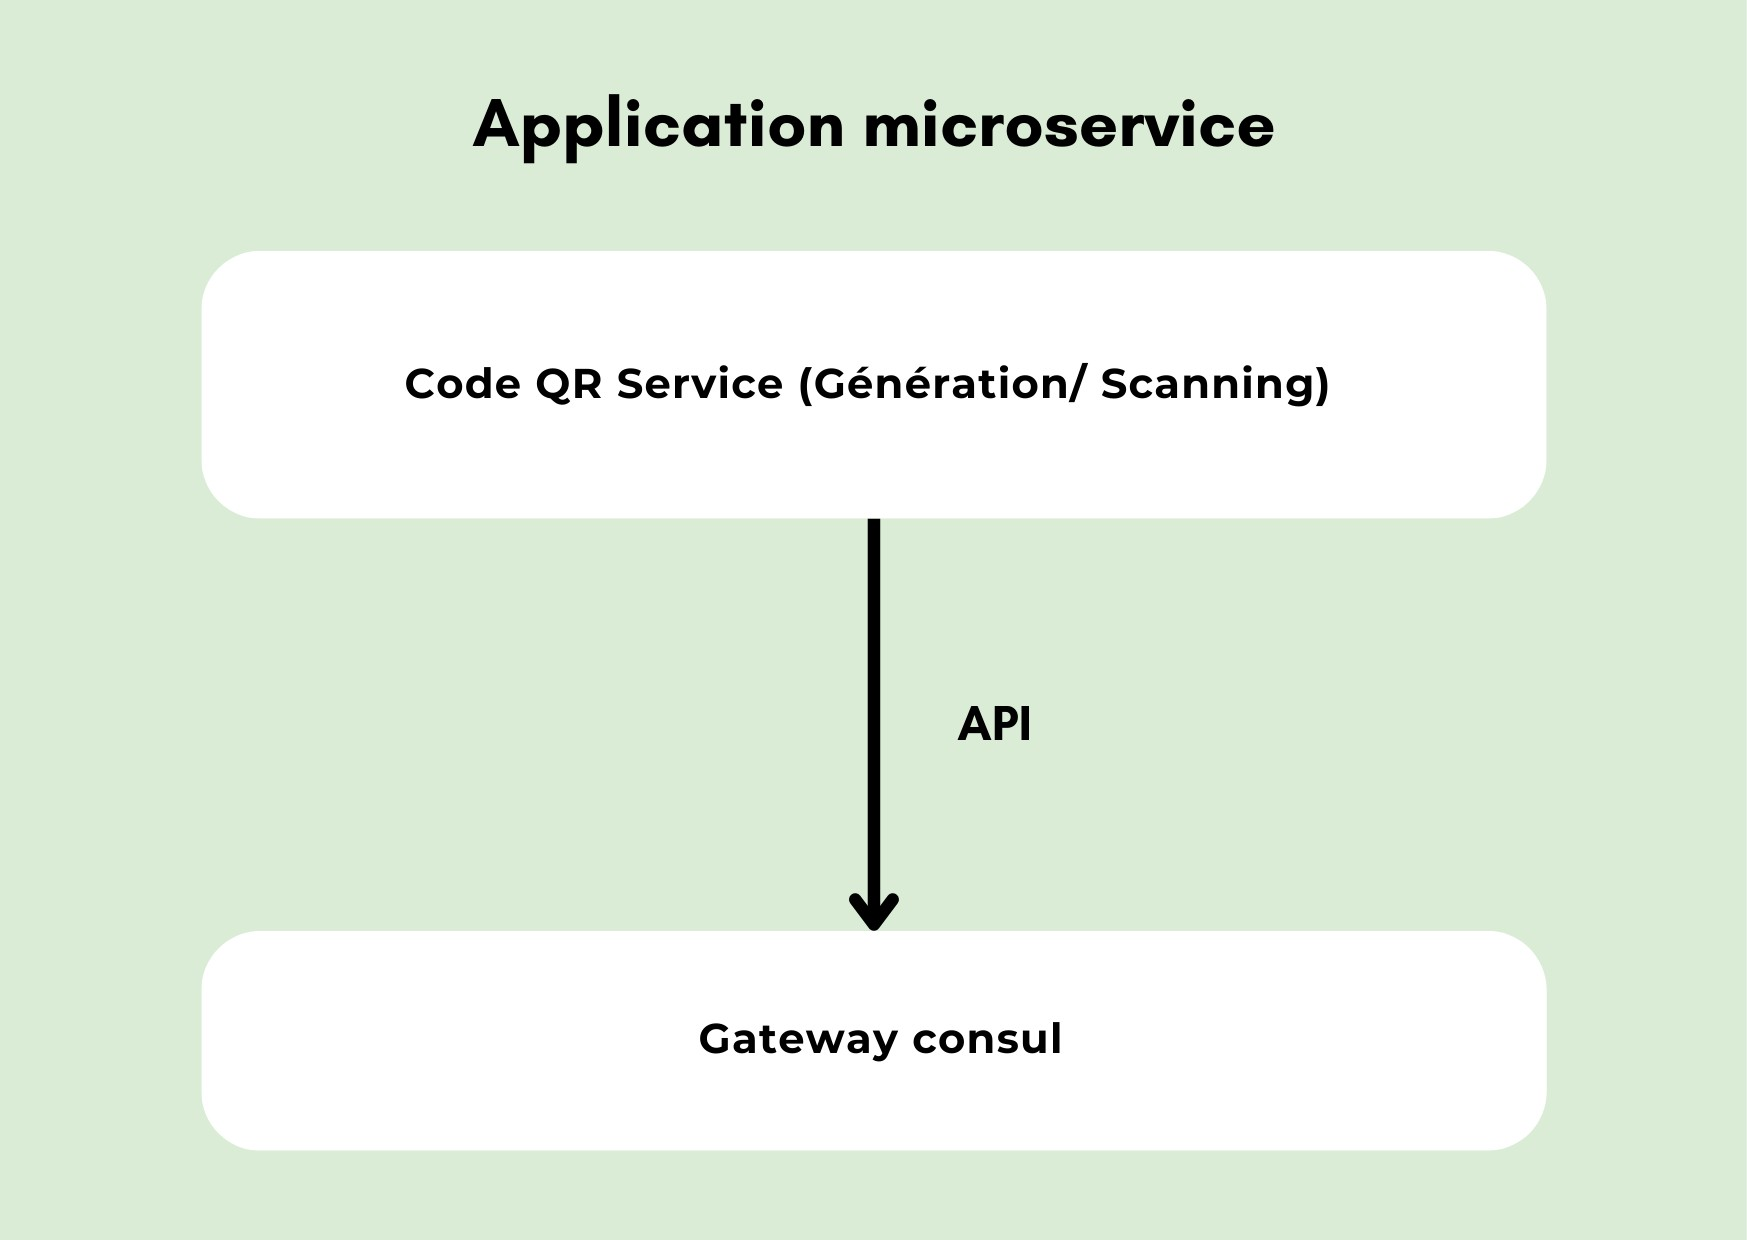 Application microservice
Code QR Service (Génération/ Scanning)
API
Gateway consul